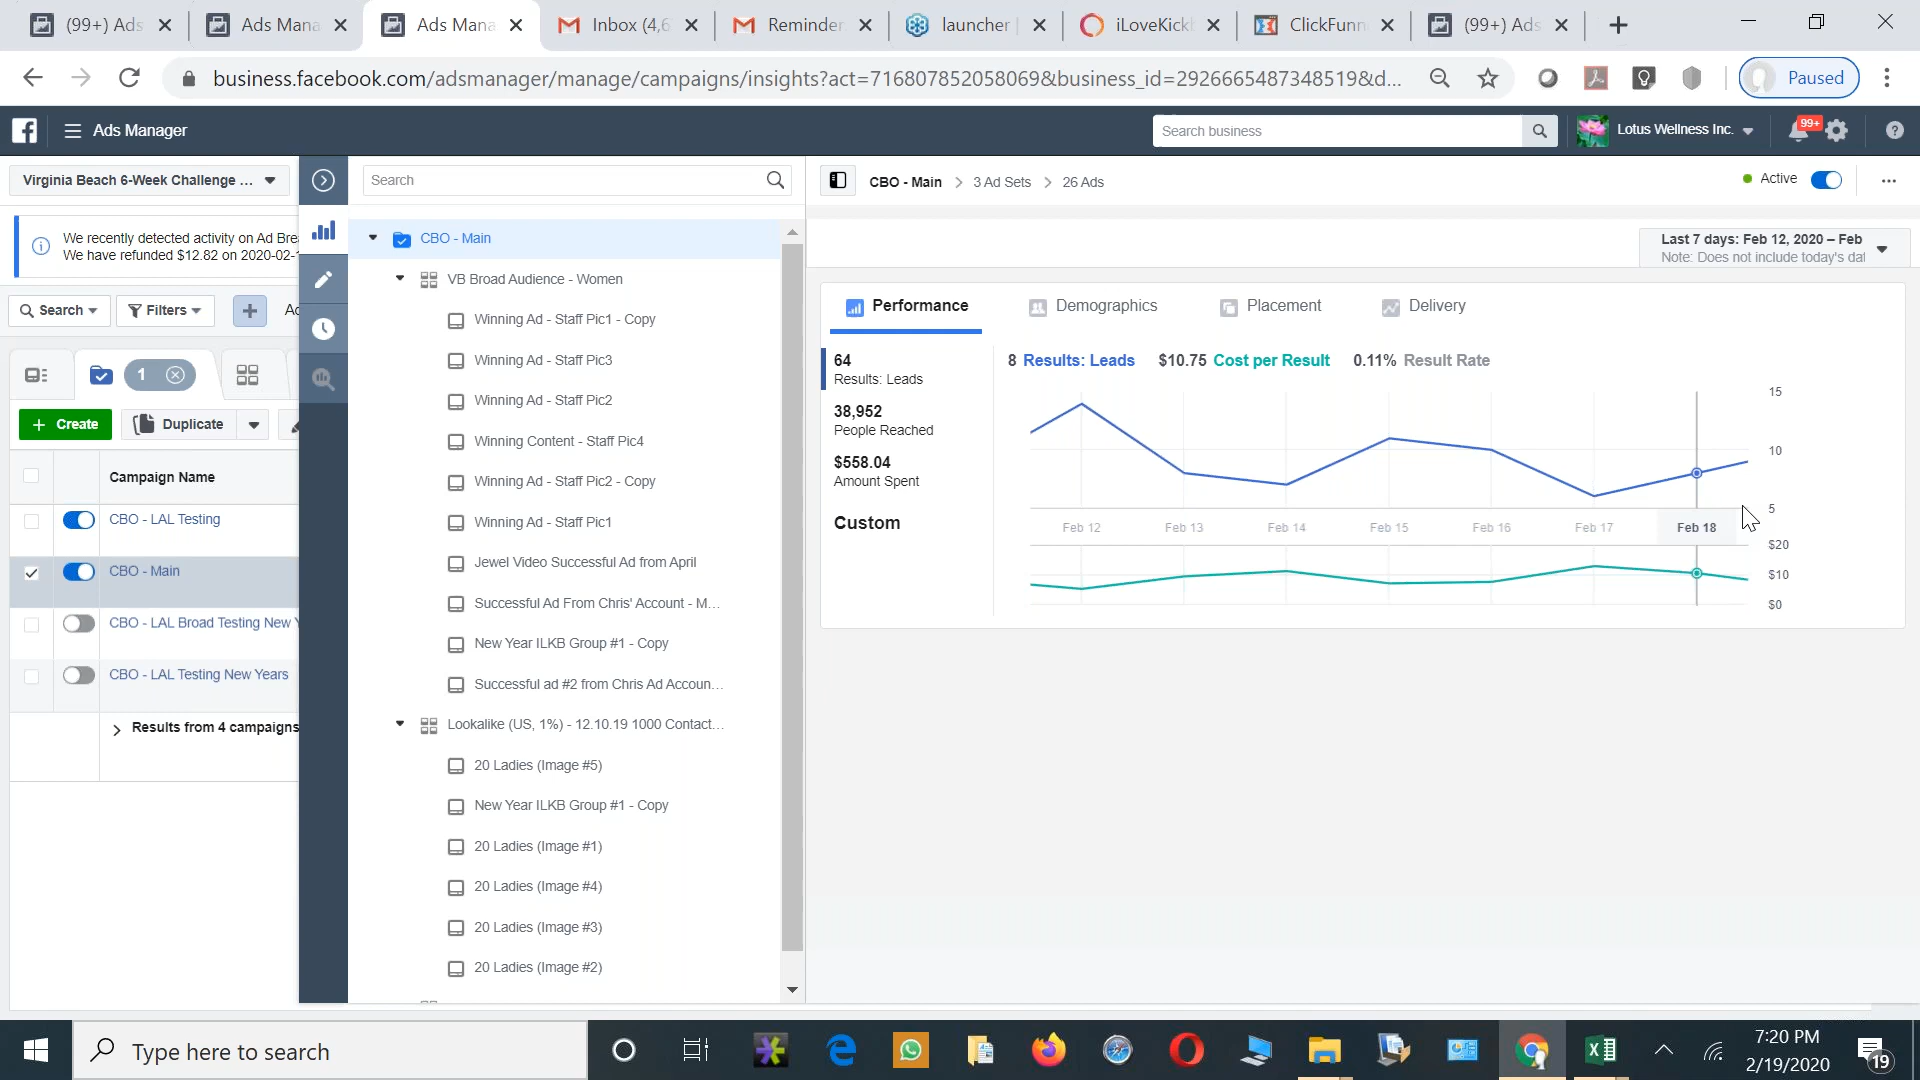 (99+) Ads
Ads Mana
Ads Mana
Inbox (4,6
Reminder
launcher
iLoveKickb
ClickFunn
(99+) Ads
business.facebook.com/adsmanager/manage/campaigns/insights?act=716807852058069&business_id=2926665487348519&d...
Paused
Ads Manager
Search business
Lotus Wellness Inc.
99+
Virginia Beach 6-Week Challenge ...
Search
CBO - Main > 3 Ad Sets > 26 Ads
Active
We recently detected activity on Ad Brea
We have refunded $12.82 on 2020-02-1
CBO - Main
VB Broad Audience - Women
Winning Ad - Staff Pic1 - Copy
Winning Ad - Staff Pic3
Winning Ad - Staff Pic2
Winning Content - Staff Pic4
Winning Ad - Staff Pic2 - Copy
Winning Ad - Staff Pic1
Jewel Video Successful Ad from April
Successful Ad From Chris' Account - M...
New Year ILKB Group #1 - Copy
Successful ad #2 from Chris Ad Accoun...
Lookalike (US, 1%) - 12.10.19 1000 Contact...
20 Ladies (Image #5)
New Year ILKB Group #1 - Copy
20 Ladies (Image #1)
20 Ladies (Image #4)
20 Ladies (Image #3)
20 Ladies (Image #2)
Search
Filters
Ad
1
Create
Duplicate
Campaign Name
CBO - LAL Testing
CBO - Main
CBO - LAL Broad Testing New Y
CBO - LAL Testing New Years
Results from 4 campaigns
Last 7 days: Feb 12, 2020 – Feb
Note: Does not include today's dat
Performance
Demographics
Placement
Delivery
64
Results: Leads
38,952
People Reached
$558.04
Amount Spent
Custom
8 Results: Leads $10.75 Cost per Result 0.11% Result Rate
15
10
5
Feb 12 Feb 13 Feb 14 Feb 15 Feb 16 Feb 17 Feb 18
$20
$10
$0
Type here to search
7:20 PM
2/19/2020
19